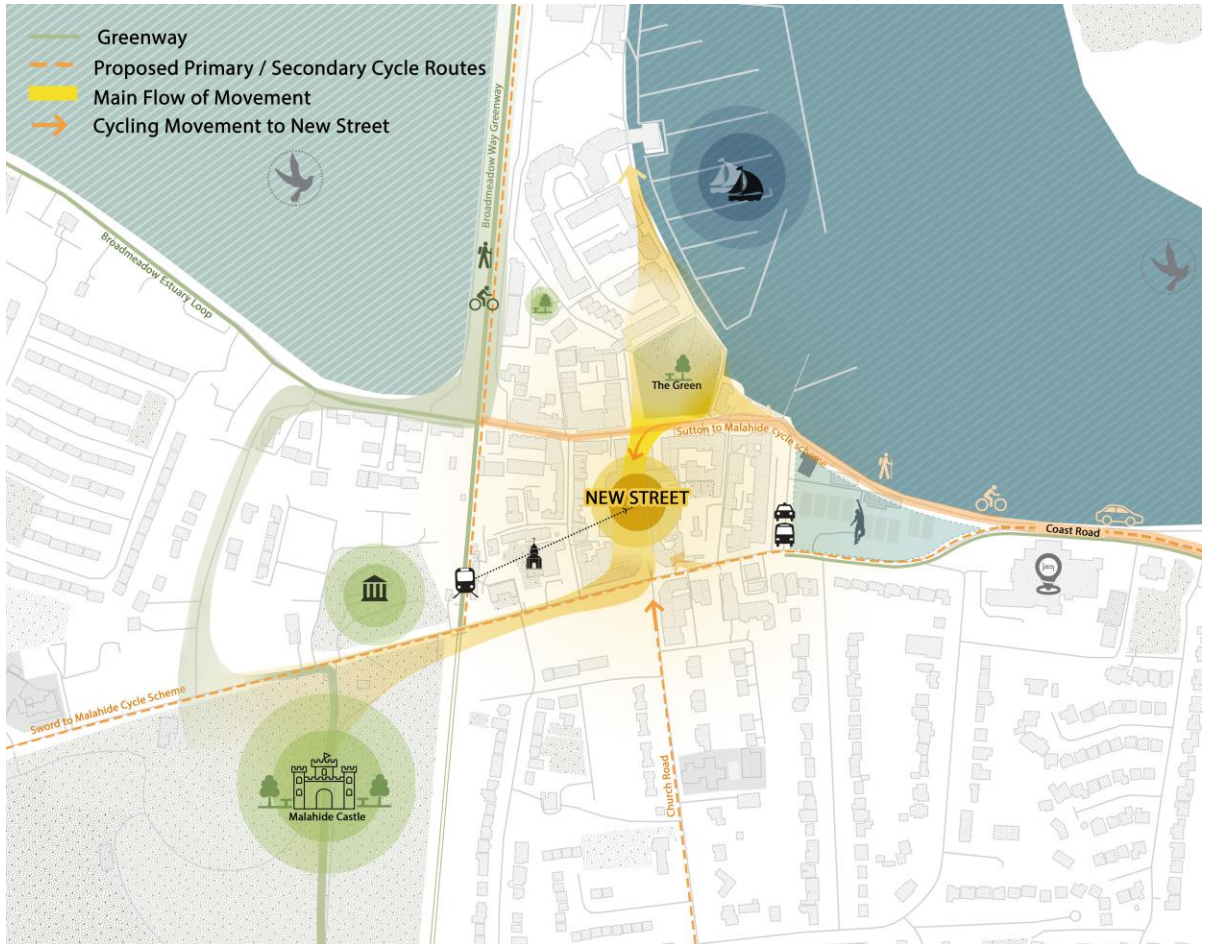 Greenway
Proposed Primary / Secondary Cycle Routes
Main Flow of Movement
Cycling Movement to New Street
Broadmeadow Way Greenway
Broadmeadow Estuary Loop
The Green
Sutton to Malahide cycle scheme
NEW STREET
Coast Road
Sword to Malahide Cycle Scheme
Church Road
Malahide Castle